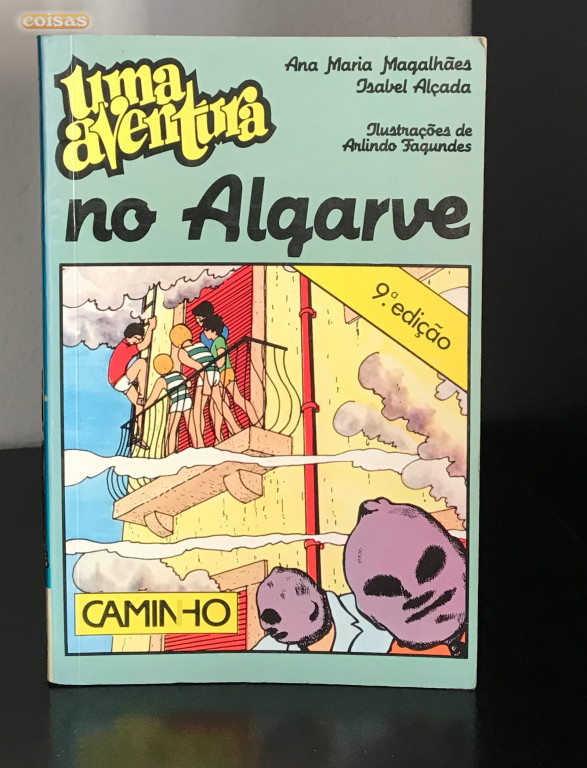 coisas
uma
aventura
Ana Maria Magalhães
Isabel Alçada
Ilustrações de
Arlindo Fagundes
no Algarve
9.ª edição
CAMINHO